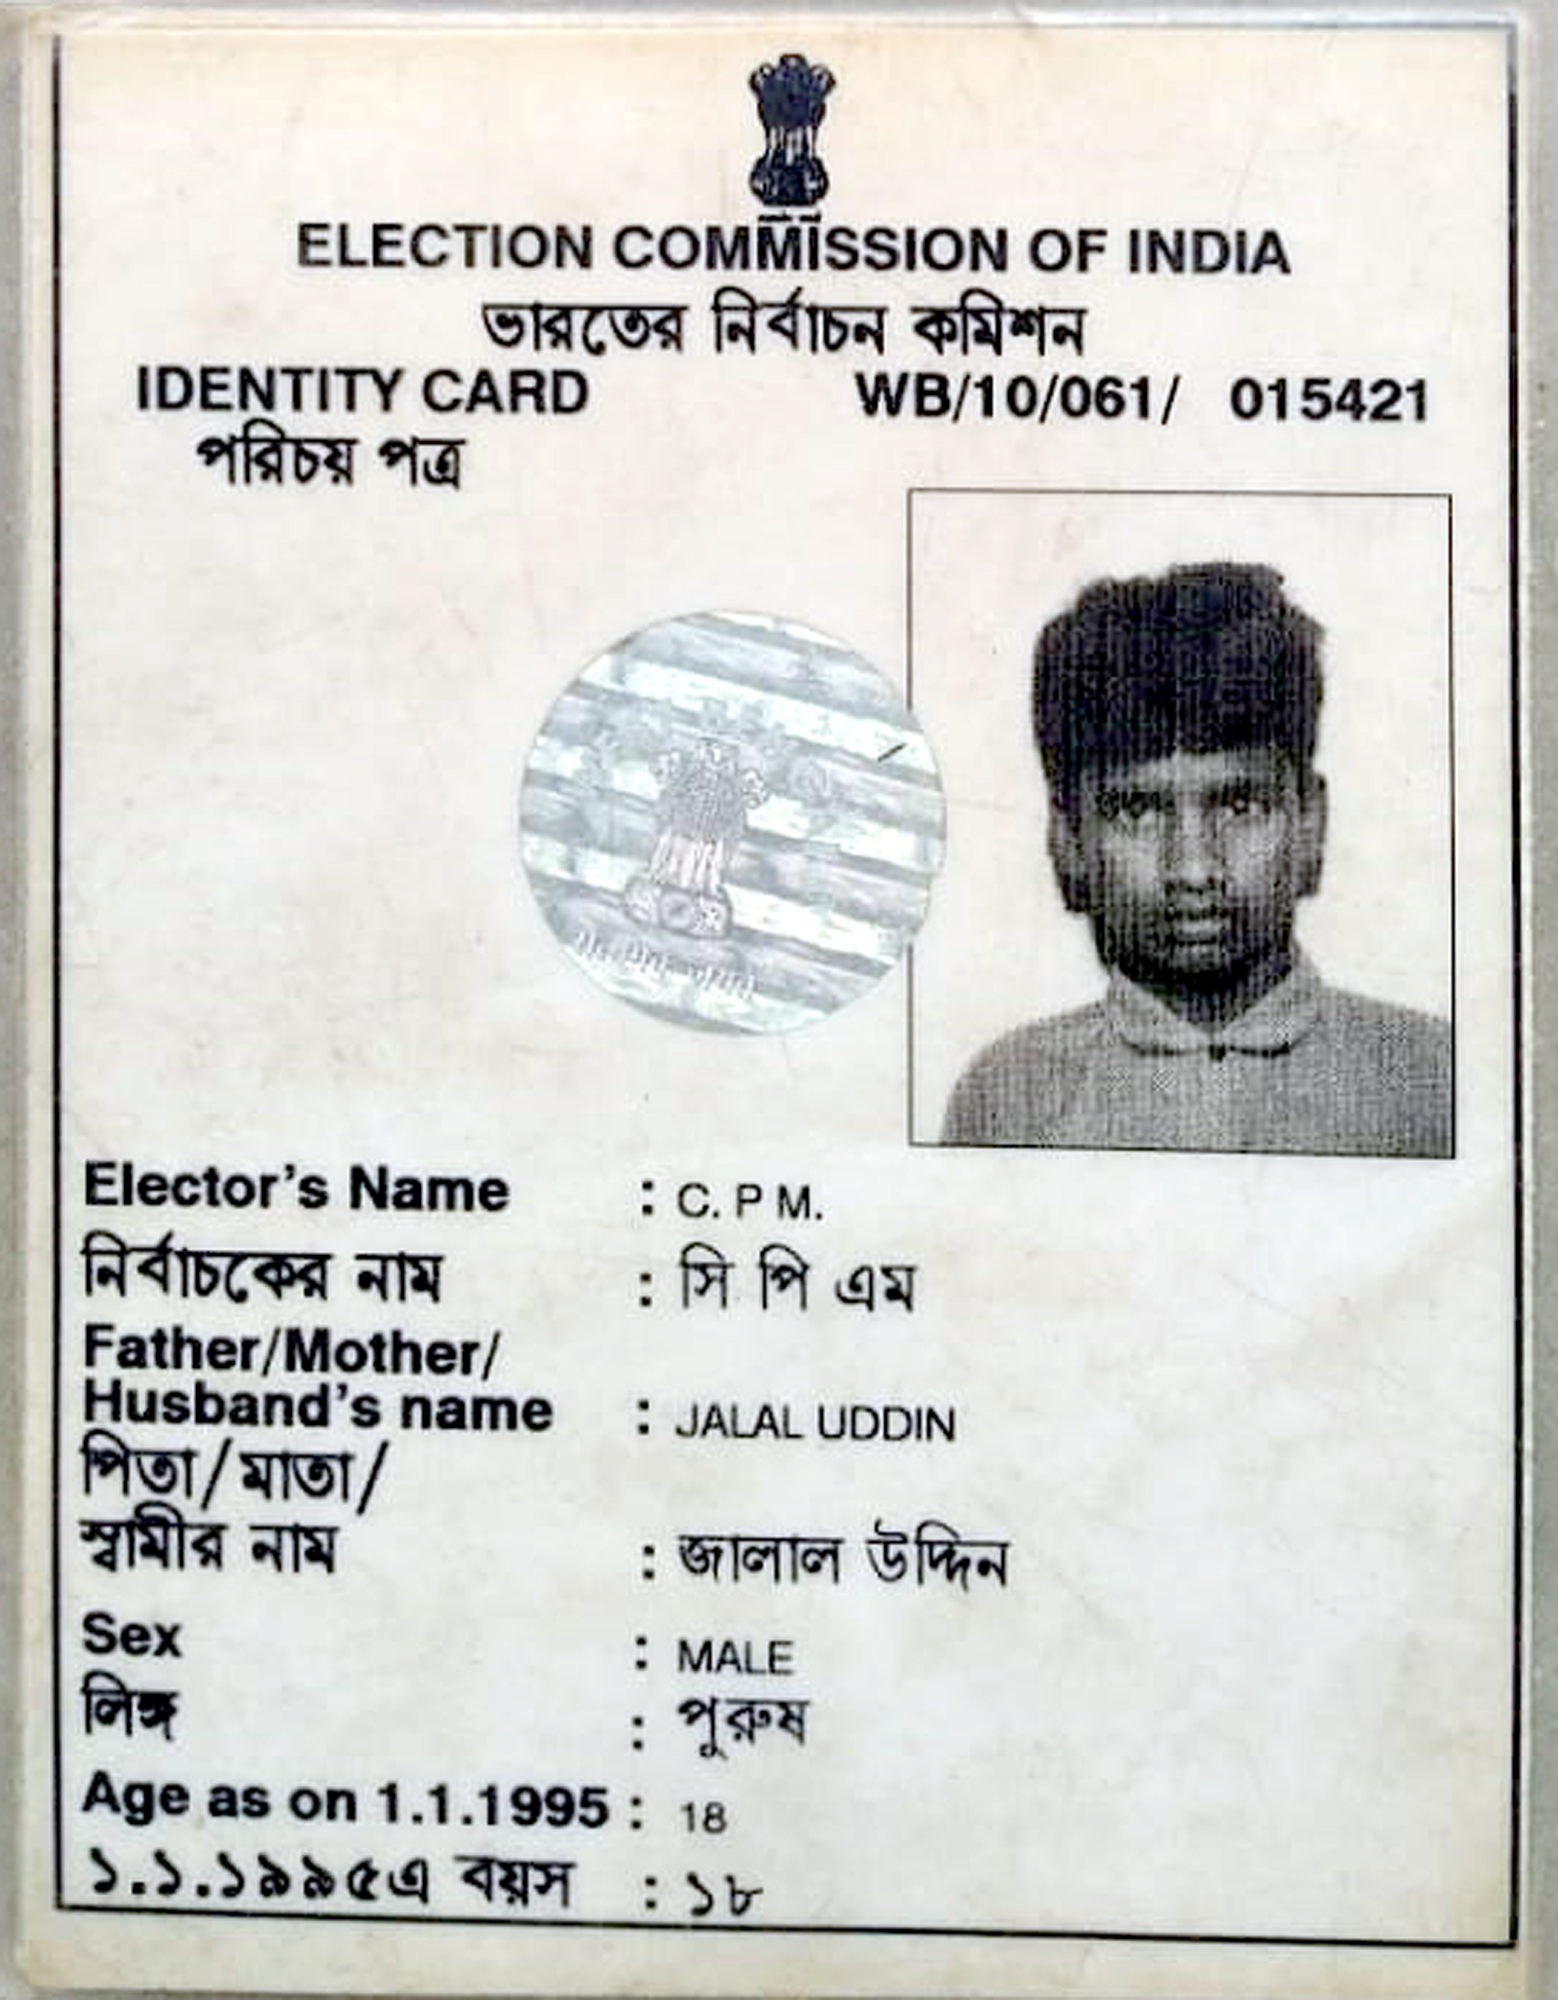 ELECTION COMMISSION OF INDIA
ভারতের নির্বাচন কমিশন
IDENTITY CARD WB/10/061/ 015421
পরিচয় পত্র
Elector's Name : C. P M.
নির্বাচকের নাম : সি পি এম
Father/Mother/
Husband's name : JALAL UDDIN
পিতা/মাতা/
স্বামীর নাম : জালাল উদ্দিন
Sex : MALE
লিঙ্গ : পুরুষ
Age as on 1.1.1995 : 18
১.১.১৯৯৫এ বয়স : ১৮